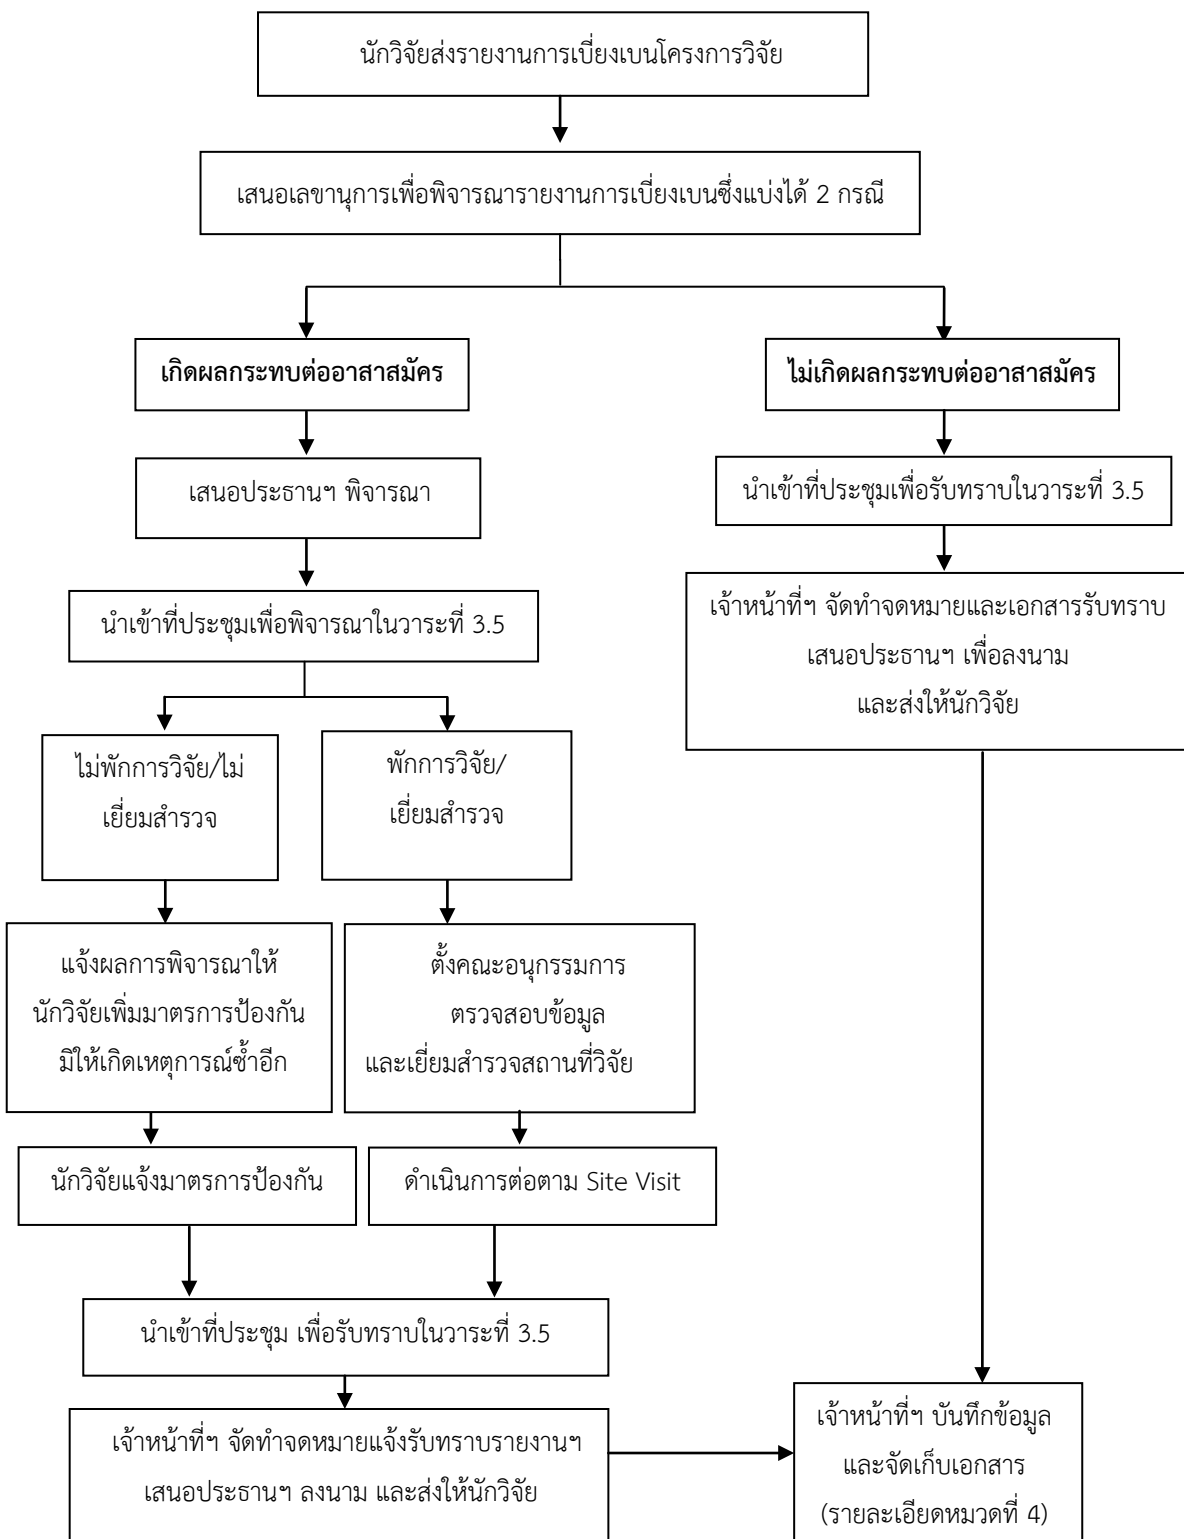 นักวิจัยส่งรายงานการเบี่ยงเบนโครงการวิจัย
เสนอเลขานุการเพื่อพิจารณารายงานการเบี่ยงเบนซึ่งแบ่งได้ 2 กรณี
เกิดผลกระทบต่ออาสาสมัคร
ไม่เกิดผลกระทบต่ออาสาสมัคร
เสนอประธานฯ พิจารณา
นำเข้าที่ประชุมเพื่อรับทราบในวาระที่ 3.5
นำเข้าที่ประชุมเพื่อพิจารณาในวาระที่ 3.5
เจ้าหน้าที่ฯ จัดทำจดหมายและเอกสารรับทราบ
เสนอประธานฯ เพื่อลงนาม
และส่งให้นักวิจัย
ไม่พักการวิจัย/ไม่
เยี่ยมสำรวจ
พักการวิจัย/
เยี่ยมสำรวจ
แจ้งผลการพิจารณาให้
นักวิจัยเพิ่มมาตรการป้องกัน
มิให้เกิดเหตุการณ์ซ้ำอีก
ตั้งคณะอนุกรรมการ
ตรวจสอบข้อมูล
และเยี่ยมสำรวจสถานที่วิจัย
นักวิจัยแจ้งมาตรการป้องกัน
ดำเนินการต่อตาม Site Visit
นำเข้าที่ประชุม เพื่อรับทราบในวาระที่ 3.5
เจ้าหน้าที่ฯ จัดทำจดหมายแจ้งรับทราบรายงานฯ
เสนอประธานฯ ลงนาม และส่งให้นักวิจัย
เจ้าหน้าที่ฯ บันทึกข้อมูล
และจัดเก็บเอกสาร
(รายละเอียดหมวดที่ 4)